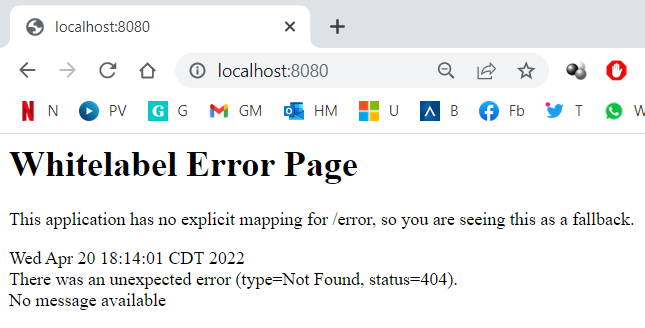 localhost:8080
localhost:8080
N PV G GM HM U B Fb T
Whitelabel Error Page
This application has no explicit mapping for /error, so you are seeing this as a fallback.
Wed Apr 20 18:14:01 CDT 2022
There was an unexpected error (type=Not Found, status=404).
No message available